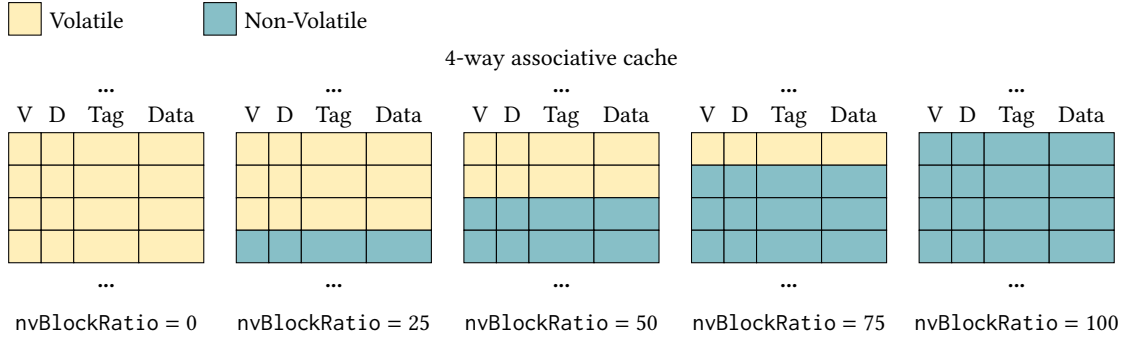 Volatile Non-Volatile
4-way associative cache
... ... ... ... ...
V D Tag Data V D Tag Data V D Tag Data V D Tag Data V D Tag Data
... ... ... ... ...
nvBlockRatio = 0 nvBlockRatio = 25 nvBlockRatio = 50 nvBlockRatio = 75 nvBlockRatio = 100